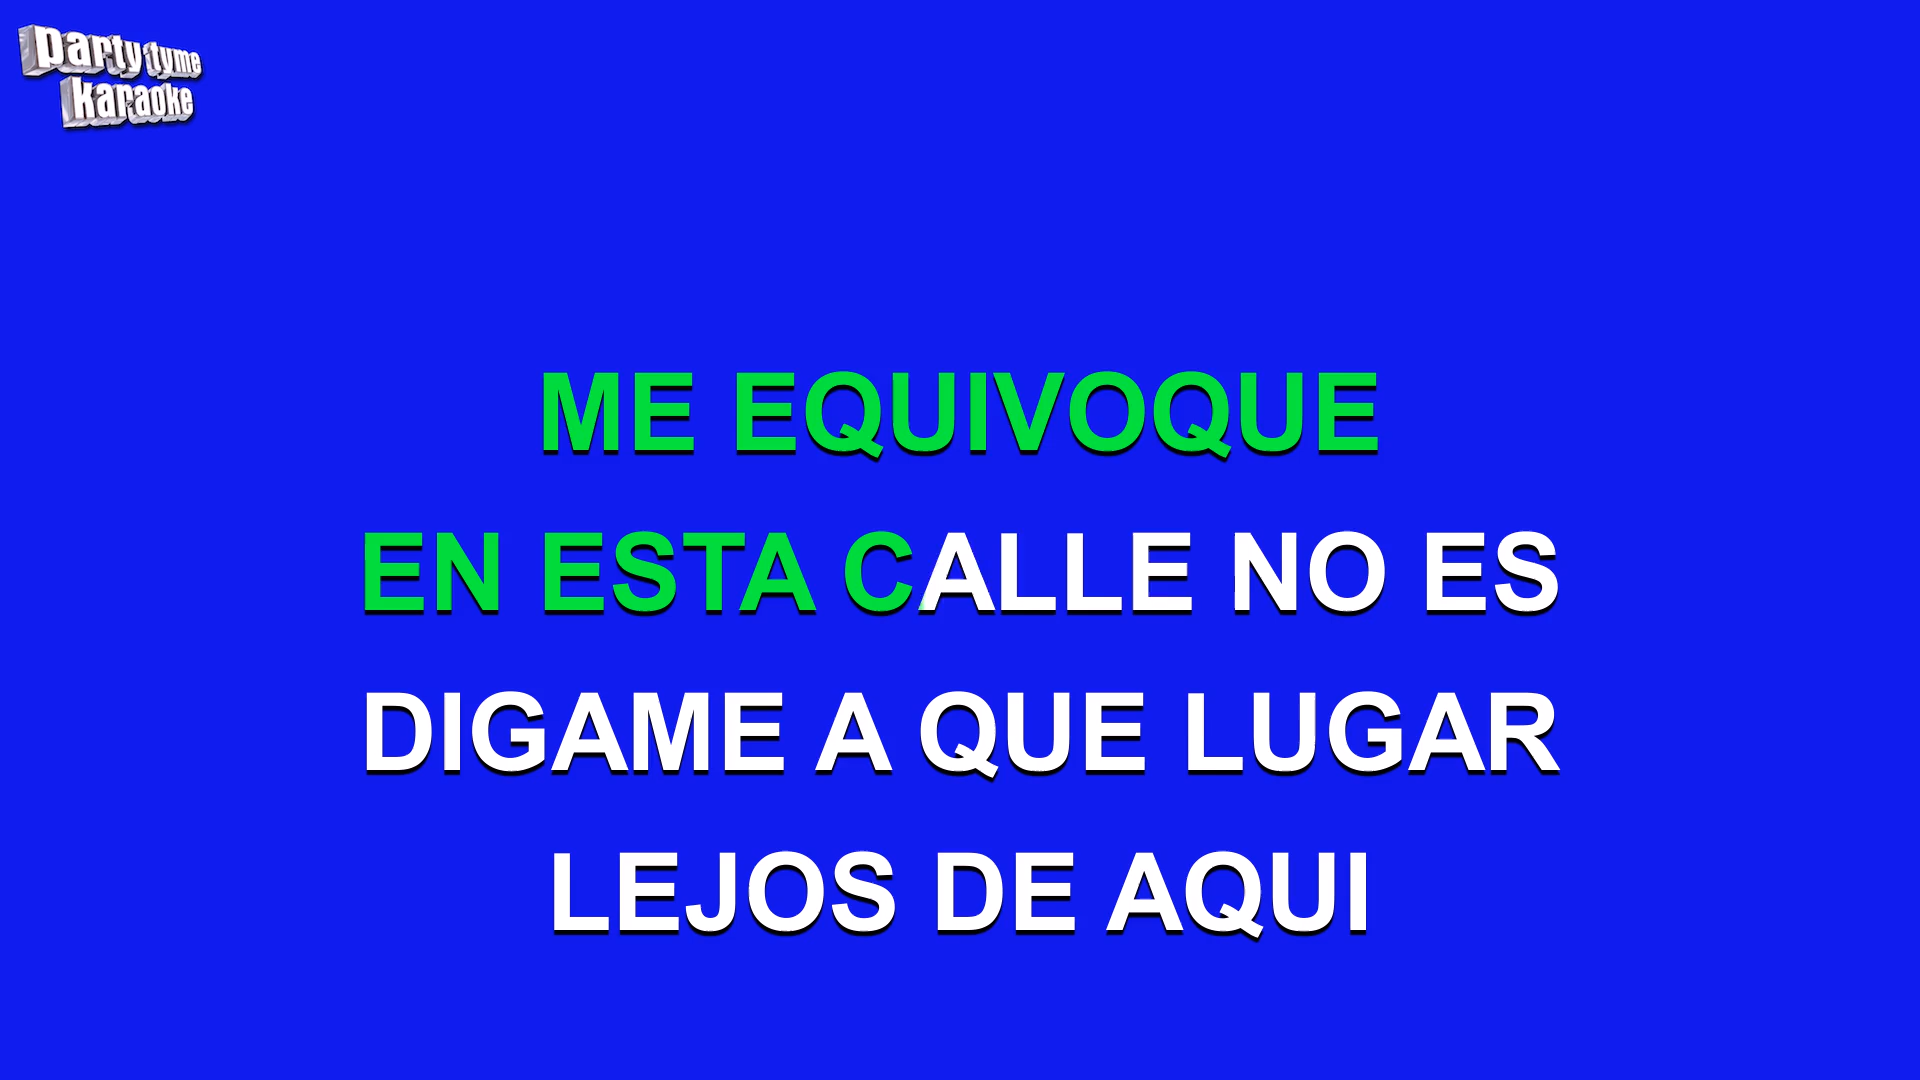 party tyme
karaoke
ME EQUIVOQUE
EN ESTA CALLE NO ES
DIGAME A QUE LUGAR
LEJOS DE AQUI